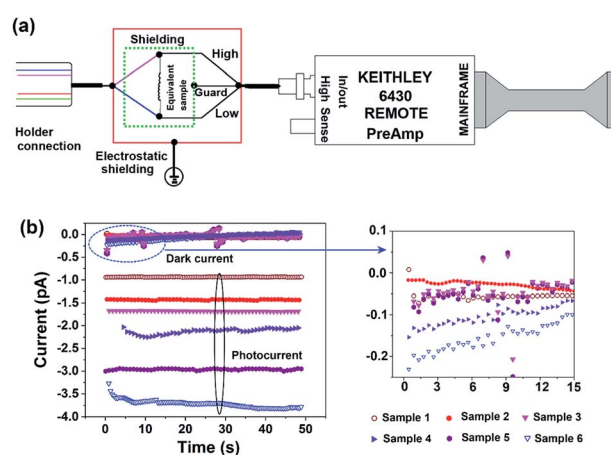 (a)
Shielding
High
Equivalent
sample
Guard
Low
Holder
connection
Electrostatic
shielding
High Sense
In/out
KEITHLEY
6430
REMOTE
PreAmp
MAINFRAME
(b)
0.0
-0.5
-1.0
-1.5
-2.0
-2.5
-3.0
-3.5
-4.0
Current (pA)
Dark current
Photocurrent
0 10 20 30 40 50
Time (s)
0.1
0.0
-0.1
-0.2
0 3 6 9 12 15
Sample 1 Sample 2 Sample 3
Sample 4 Sample 5 Sample 6